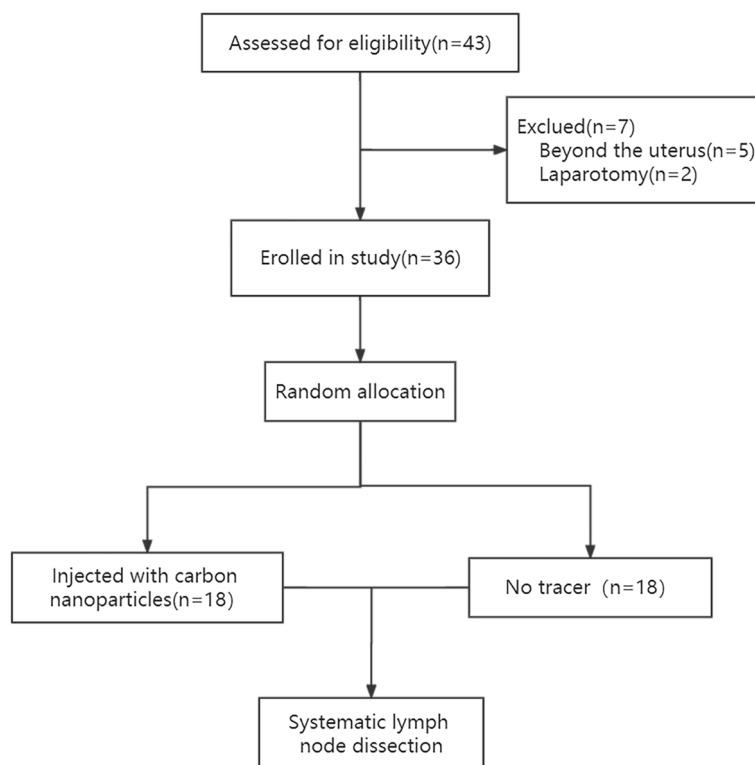 Assessed for eligibility(n=43)
Exclued(n=7)
Beyond the uterus(n=5)
Laparotomy(n=2)
Erolled in study(n=36)
Random allocation
Injected with carbon
nanoparticles(n=18)
No tracer (n=18)
Systematic lymph
node dissection